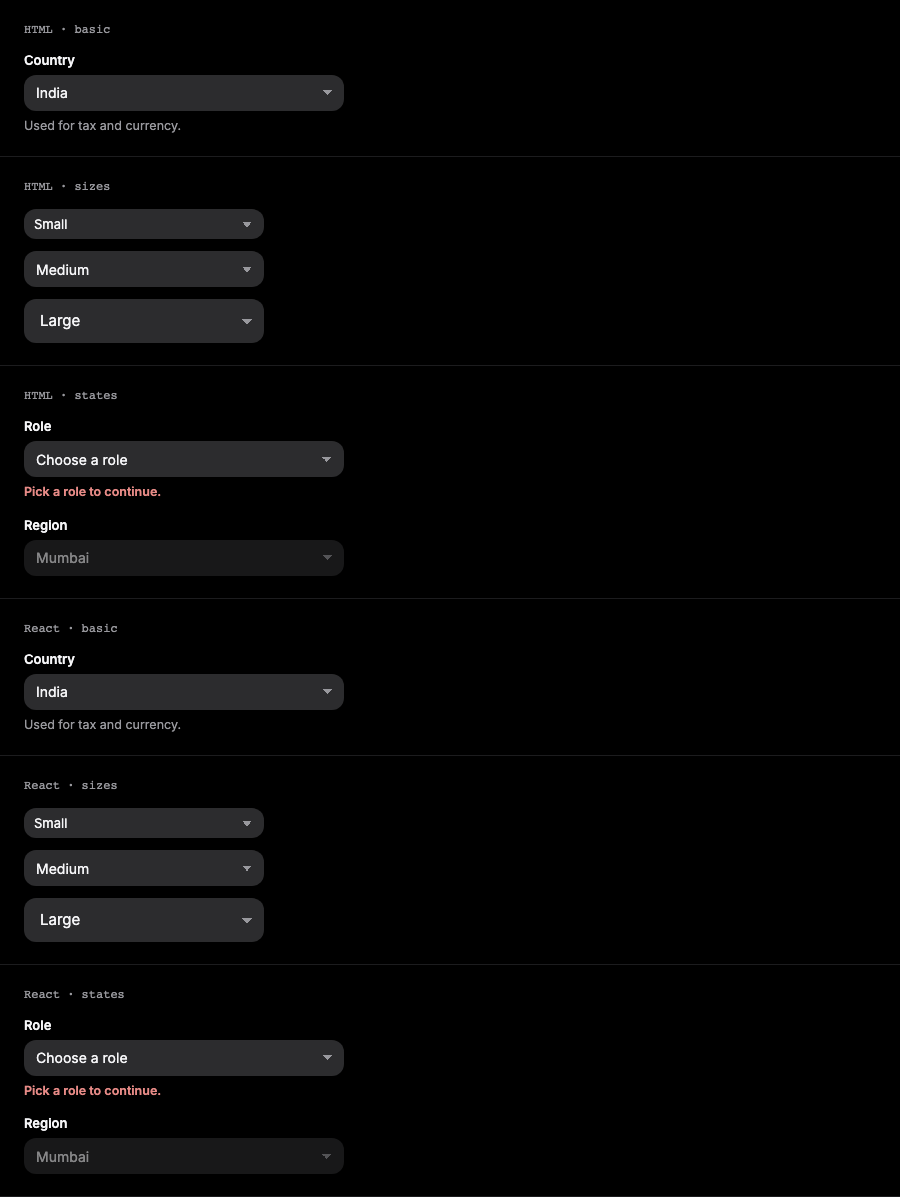 HTML · basic
Country
India
Used for tax and currency.
HTML · sizes
Small
Medium
Large
HTML · states
Role
Choose a role
Pick a role to continue.
Region
Mumbai
React · basic
Country
India
Used for tax and currency.
React · sizes
Small
Medium
Large
React · states
Role
Choose a role
Pick a role to continue.
Region
Mumbai